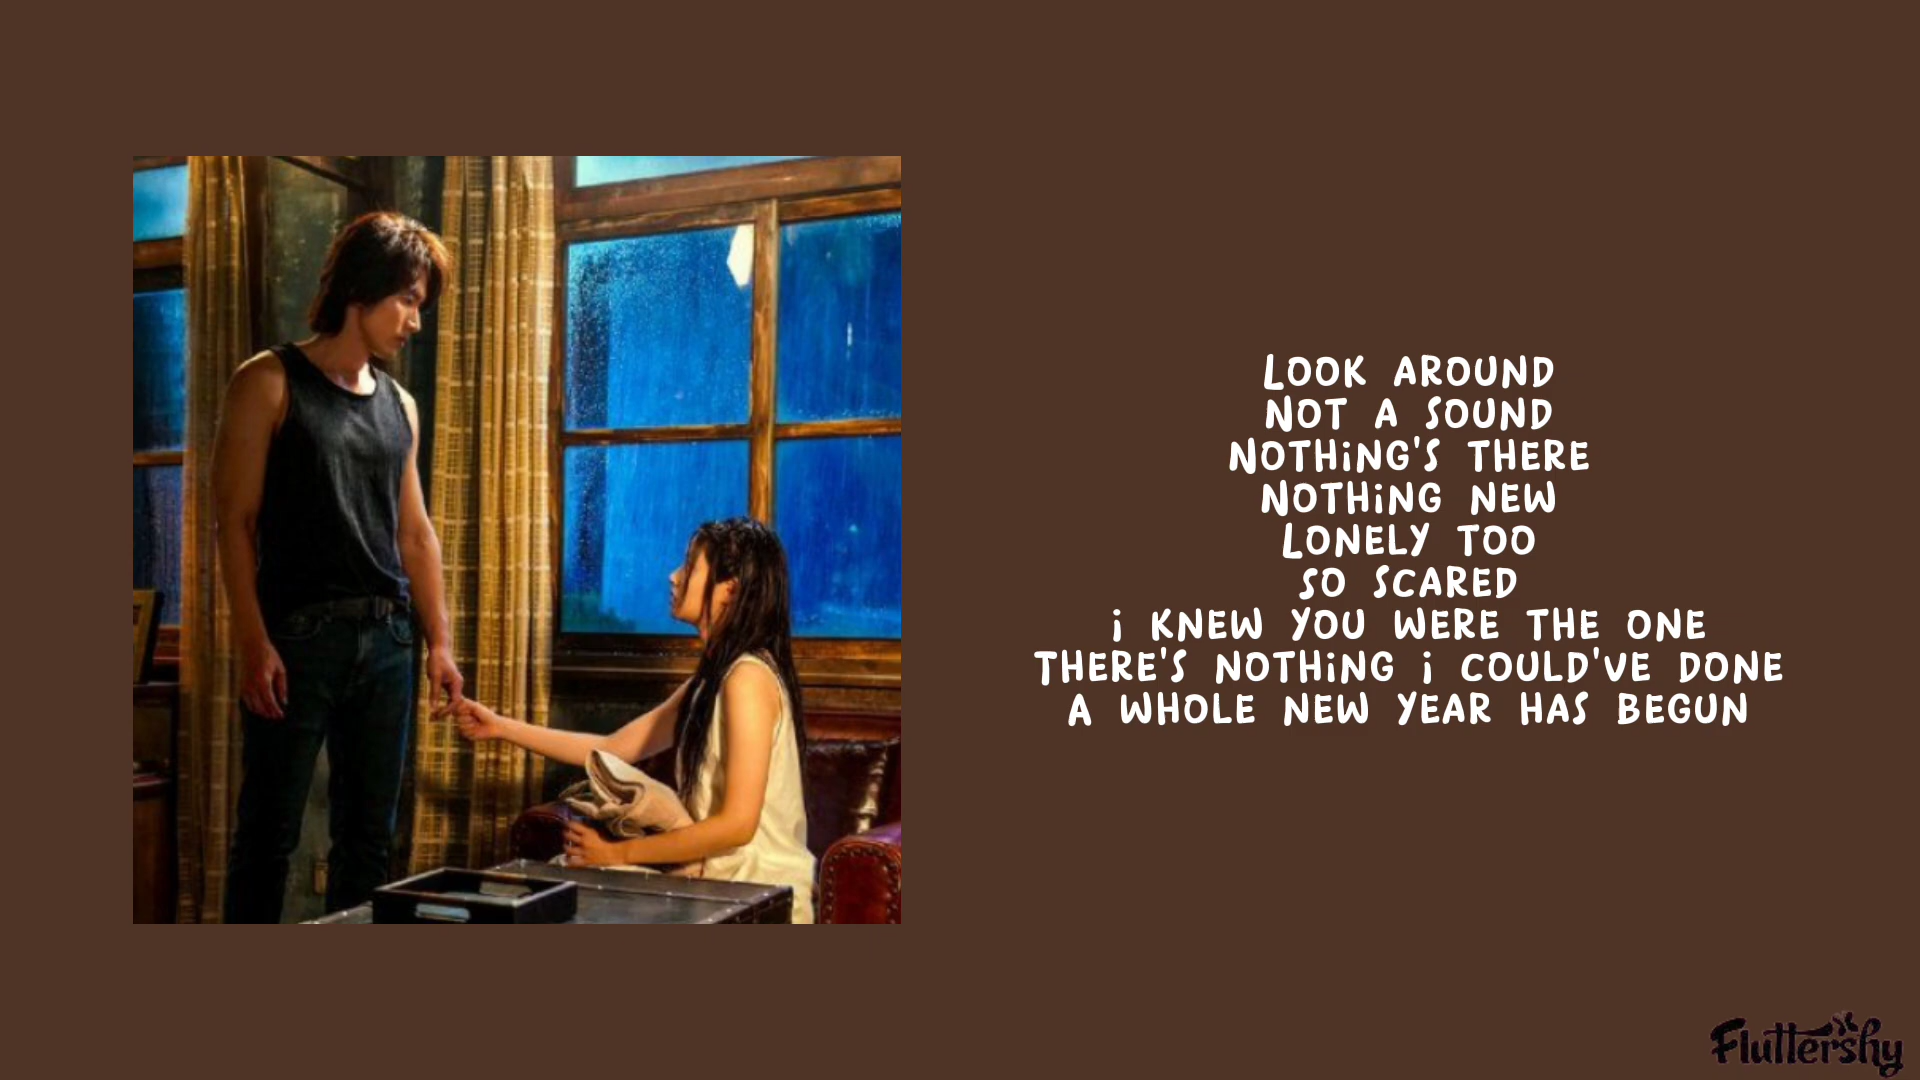 LOOK AROUND
NOT A SOUND
NOTHiNG'S THERE
NOTHiNG NEW
LONELY TOO
SO SCARED
i KNEW YOU WERE THE ONE
THERE'S NOTHiNG i COULD'VE DONE
A WHOLE NEW YEAR HAS BEGUN
Fluttershy